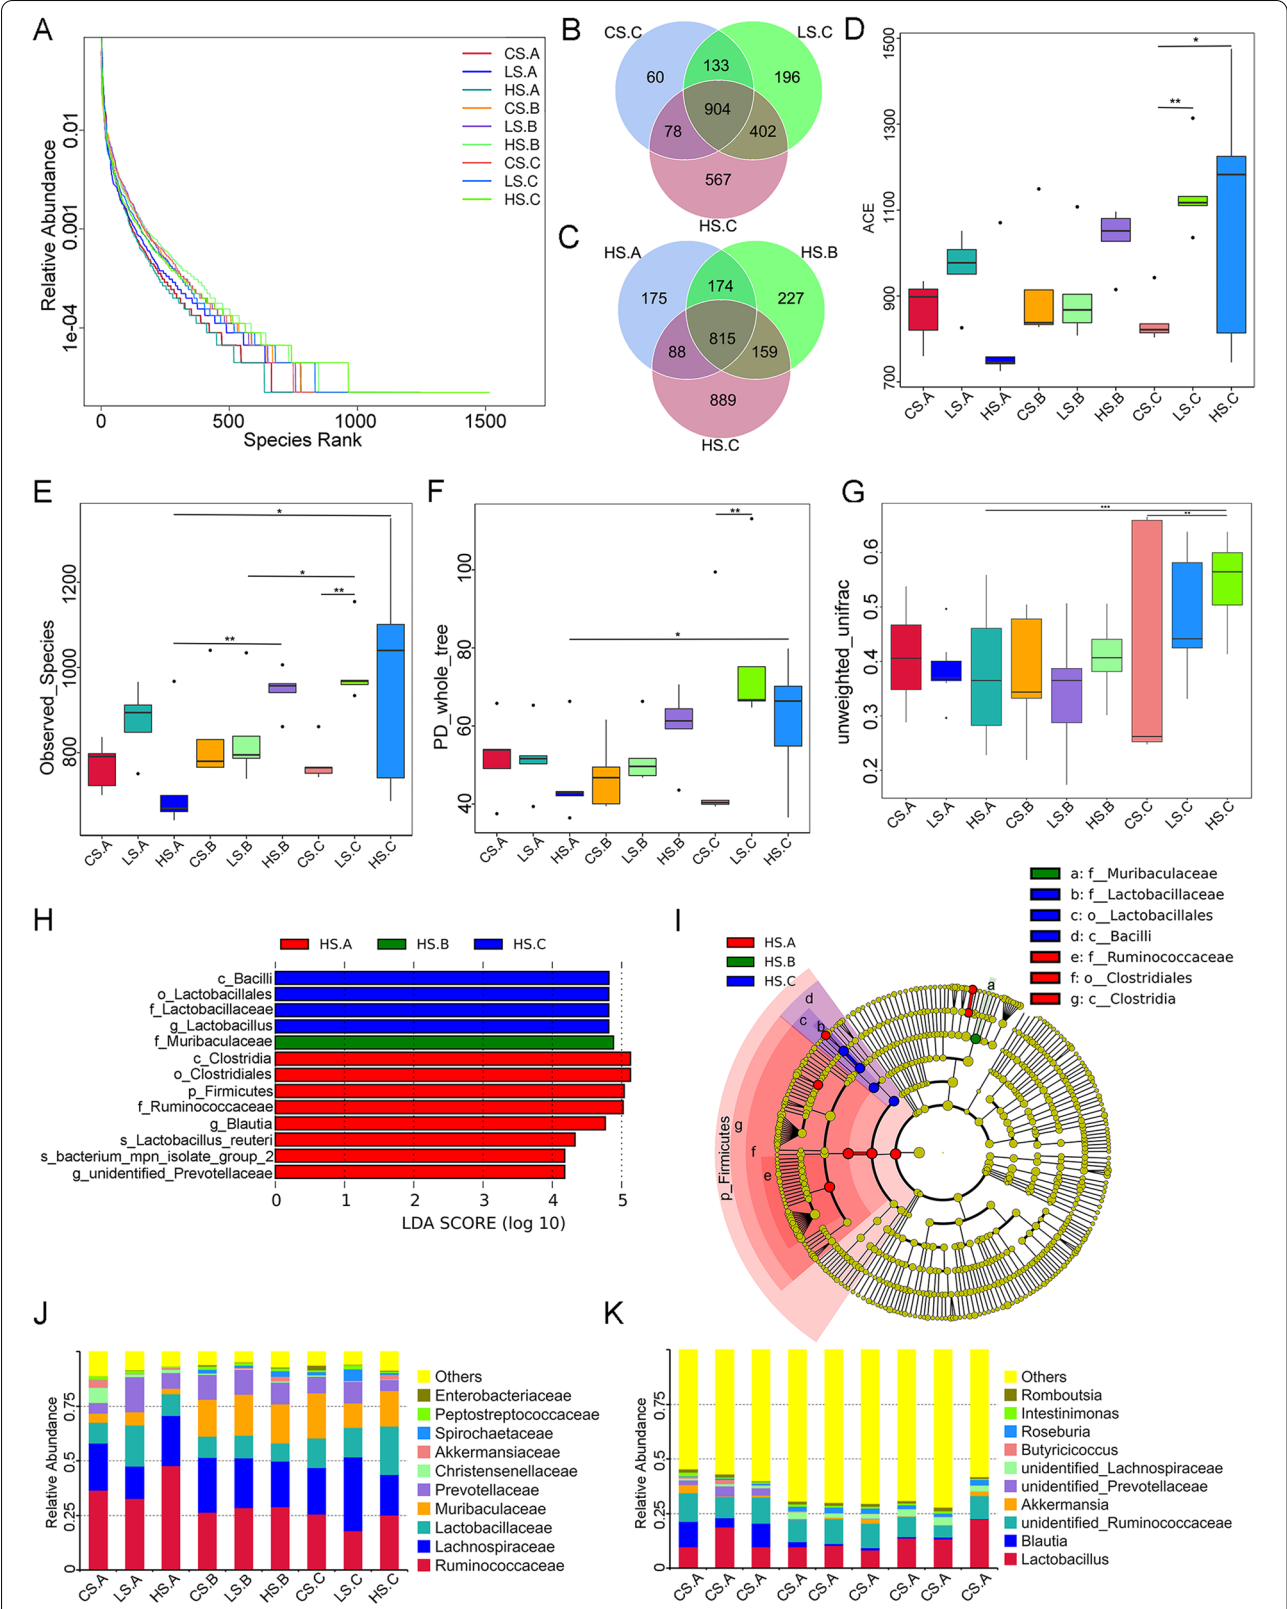 A
Relative Abundance
0.01
0.001
1e-04
0
500
1000
1500
Species Rank
CS.A
LS.A
HS.A
CS.B
LS.B
HS.B
CS.C
LS.C
HS.C
B
CS.C
LS.C
60
133
196
904
78
402
567
HS.C
C
HS.A
HS.B
175
174
227
815
88
159
889
HS.C
D
ACE
1500
1300
1100
900
700
*
**
CS.A
LS.A
HS.A
CS.B
LS.B
HS.B
CS.C
LS.C
HS.C
E
Observed_Species
1200
1000
800
*
*
**
**
CS.A
LS.A
HS.A
CS.B
LS.B
HS.B
CS.C
LS.C
HS.C
F
PD_whole_tree
100
80
60
40
**
*
CS.A
LS.A
HS.A
CS.B
LS.B
HS.B
CS.C
LS.C
HS.C
G
unweighted_unifrac
0.6
0.5
0.4
0.3
0.2
***
**
CS.A
LS.A
HS.A
CS.B
LS.B
HS.B
CS.C
LS.C
HS.C
H
HS.A
HS.B
HS.C
c_Bacilli
o_Lactobacillales
f_Lactobacillaceae
g_Lactobacillus
f_Muribaculaceae
c_Clostridia
o_Clostridiales
p_Firmicutes
f_Ruminococcaceae
g_Blautia
s_Lactobacillus_reuteri
s_bacterium_mpn_isolate_group_2
g_unidentified_Prevotellaceae
0
1
2
3
4
5
LDA SCORE (log 10)
I
HS.A
HS.B
HS.C
a: f__Muribaculaceae
b: f__Lactobacillaceae
c: o__Lactobacillales
d: c__Bacilli
e: f__Ruminococcaceae
f: o__Clostridiales
g: c__Clostridia
a
d
c
b
g
f
e
p_Firmicutes
J
Relative Abundance
0.75
0.5
0.25
0
CS.A
LS.A
HS.A
CS.B
LS.B
HS.B
CS.C
LS.C
HS.C
Others
Enterobacteriaceae
Peptostreptococcaceae
Spirochaetaceae
Akkermansiaceae
Christensenellaceae
Prevotellaceae
Muribaculaceae
Lactobacillaceae
Lachnospiraceae
Ruminococcaceae
K
Relative Abundance
0.75
0.5
0.25
0
CS.A
CS.A
CS.A
CS.A
CS.A
CS.A
CS.A
CS.A
CS.A
Others
Romboutsia
Intestinimonas
Roseburia
Butyricicoccus
unidentified_Lachnospiraceae
unidentified_Prevotellaceae
Akkermansia
unidentified_Ruminococcaceae
Blautia
Lactobacillus